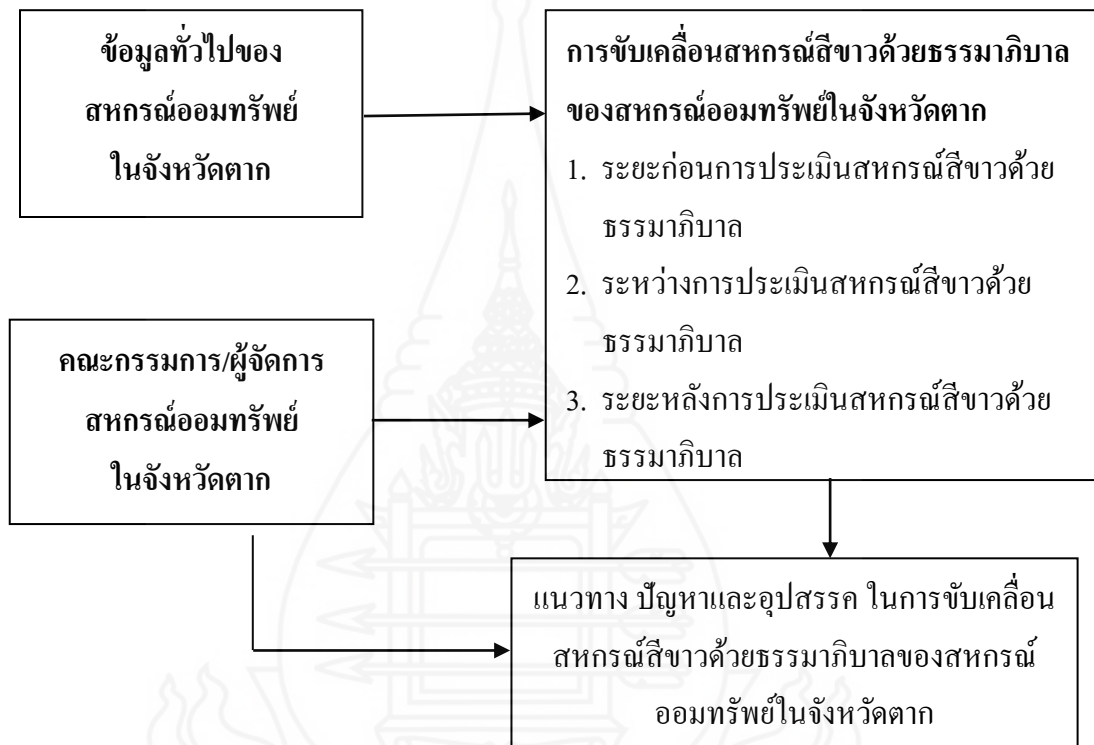 ข้อมูลทั่วไปของ
สหกรณ์ออมทรัพย์
ในจังหวัดตาก
การขับเคลื่อนสหกรณ์สีขาวด้วยธรรมาภิบาล
ของสหกรณ์ออมทรัพย์ในจังหวัดตาก
1. ระยะก่อนการประเมินสหกรณ์สีขาวด้วย
ธรรมาภิบาล
2. ระหว่างการประเมินสหกรณ์สีขาวด้วย
ธรรมาภิบาล
3. ระยะหลังการประเมินสหกรณ์สีขาวด้วย
ธรรมาภิบาล
คณะกรรมการ/ผู้จัดการ
สหกรณ์ออมทรัพย์
ในจังหวัดตาก
แนวทาง ปัญหาและอุปสรรค ในการขับเคลื่อน
สหกรณ์สีขาวด้วยธรรมาภิบาลของสหกรณ์
ออมทรัพย์ในจังหวัดตาก